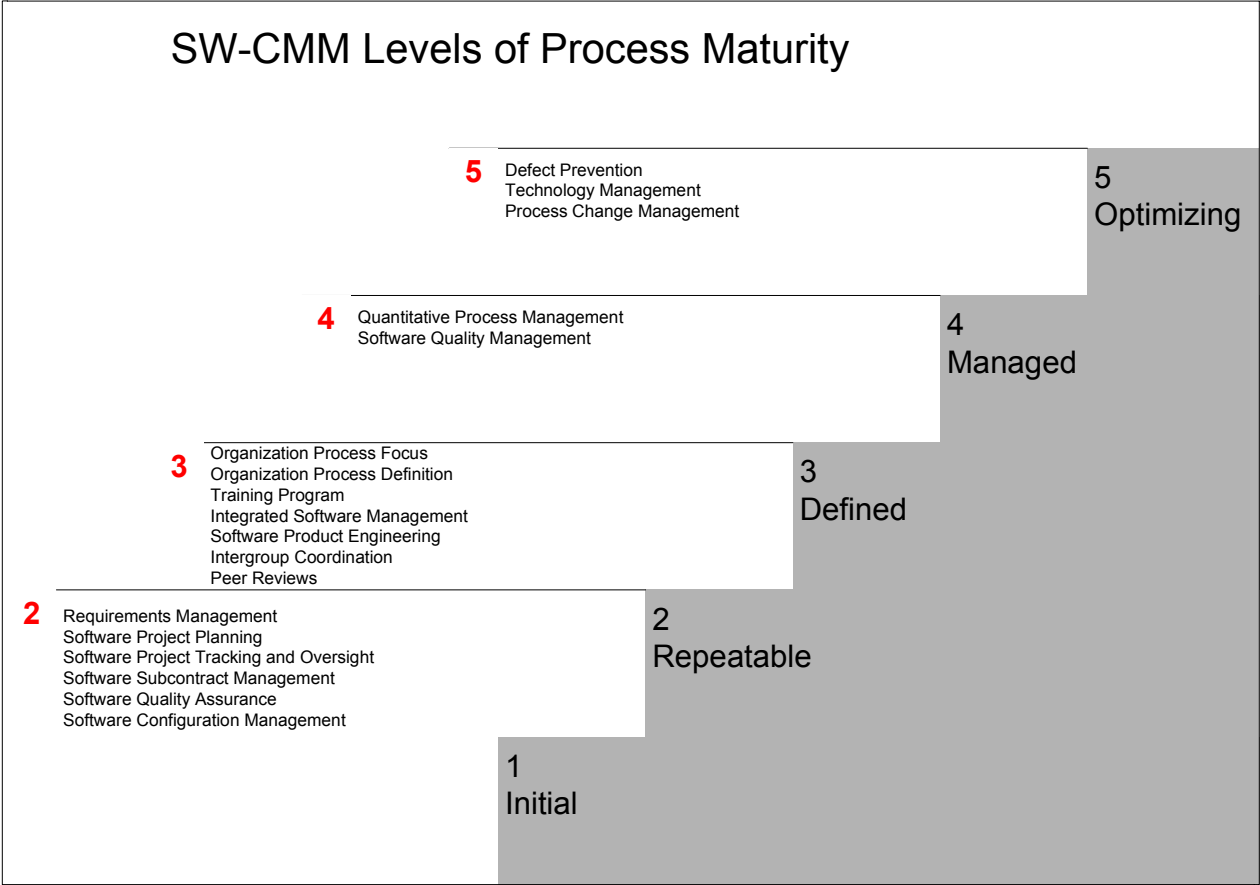 SW-CMM Levels of Process Maturity
5
Defect Prevention
Technology Management
Process Change Management
5
Optimizing
4
Quantitative Process Management
Software Quality Management
4
Managed
3
Organization Process Focus
Organization Process Definition
Training Program
Integrated Software Management
Software Product Engineering
Intergroup Coordination
Peer Reviews
3
Defined
2
Requirements Management
Software Project Planning
Software Project Tracking and Oversight
Software Subcontract Management
Software Quality Assurance
Software Configuration Management
2
Repeatable
1
Initial